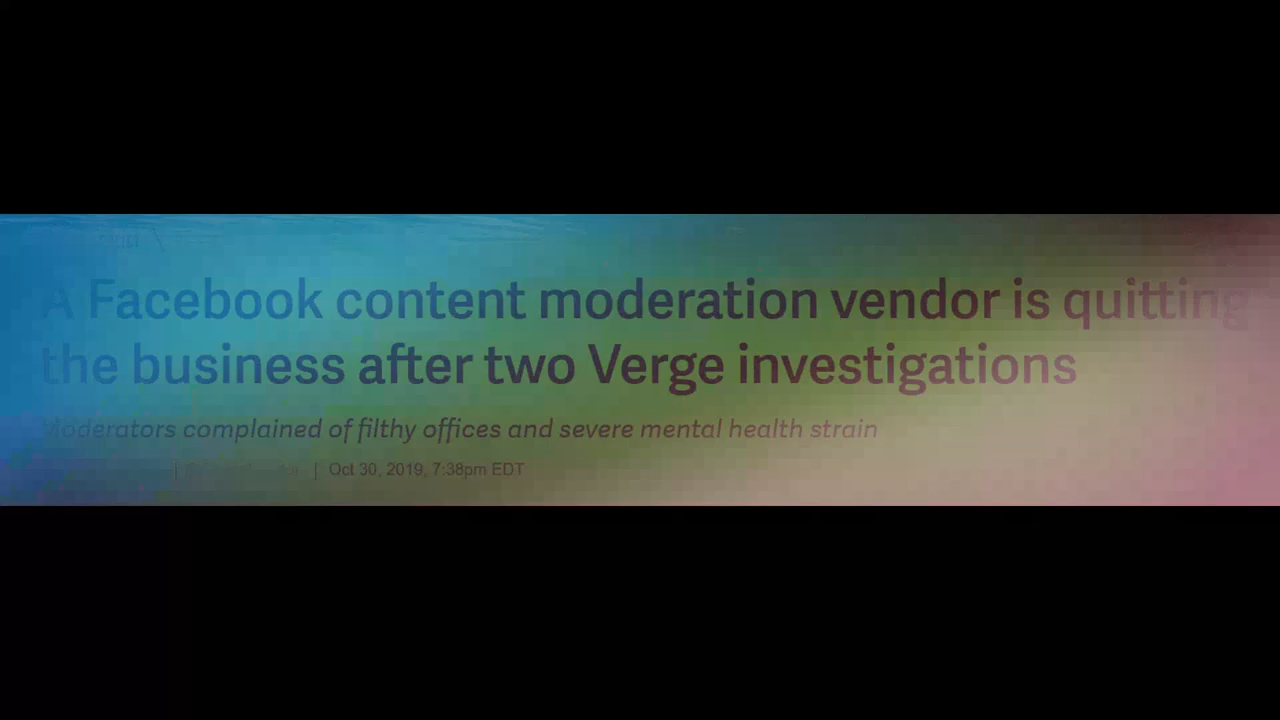 A Facebook content moderation vendor is quitting
the business after two Verge investigations
Moderators complained of filthy offices and severe mental health strain
| | Oct 30, 2019, 7:38pm EDT